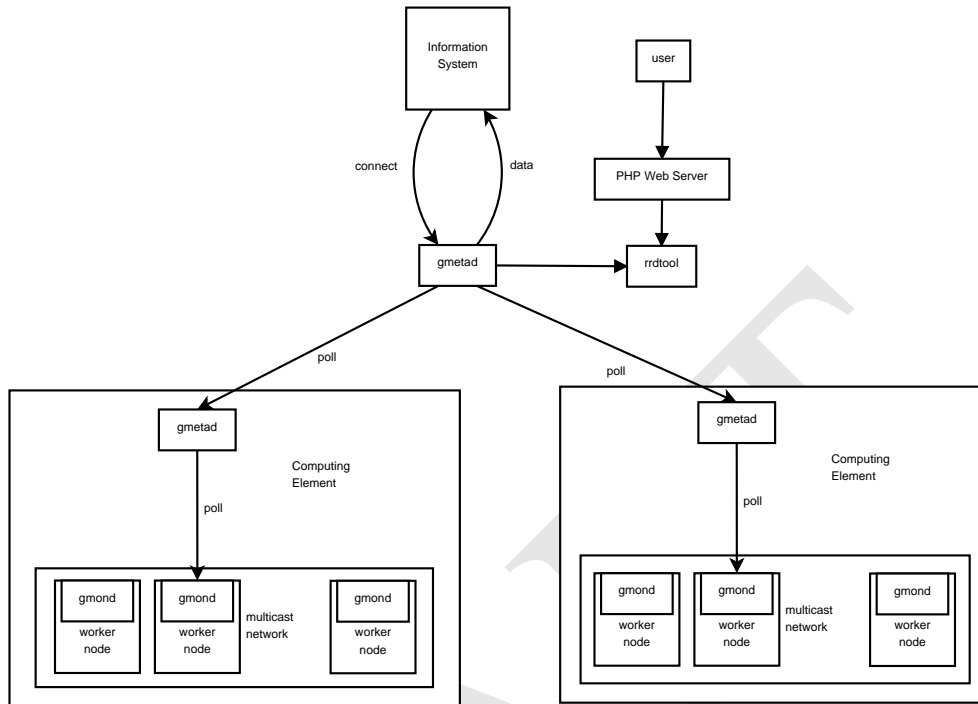 Information
System
user
connect
data
PHP Web Server
gmetad
rrdtool
poll
poll
gmetad
Computing
Element
poll
gmond
worker
node
gmond
worker
node
multicast
network
gmond
worker
node
gmetad
Computing
Element
poll
gmond
worker
node
gmond
worker
node
multicast
network
gmond
worker
node